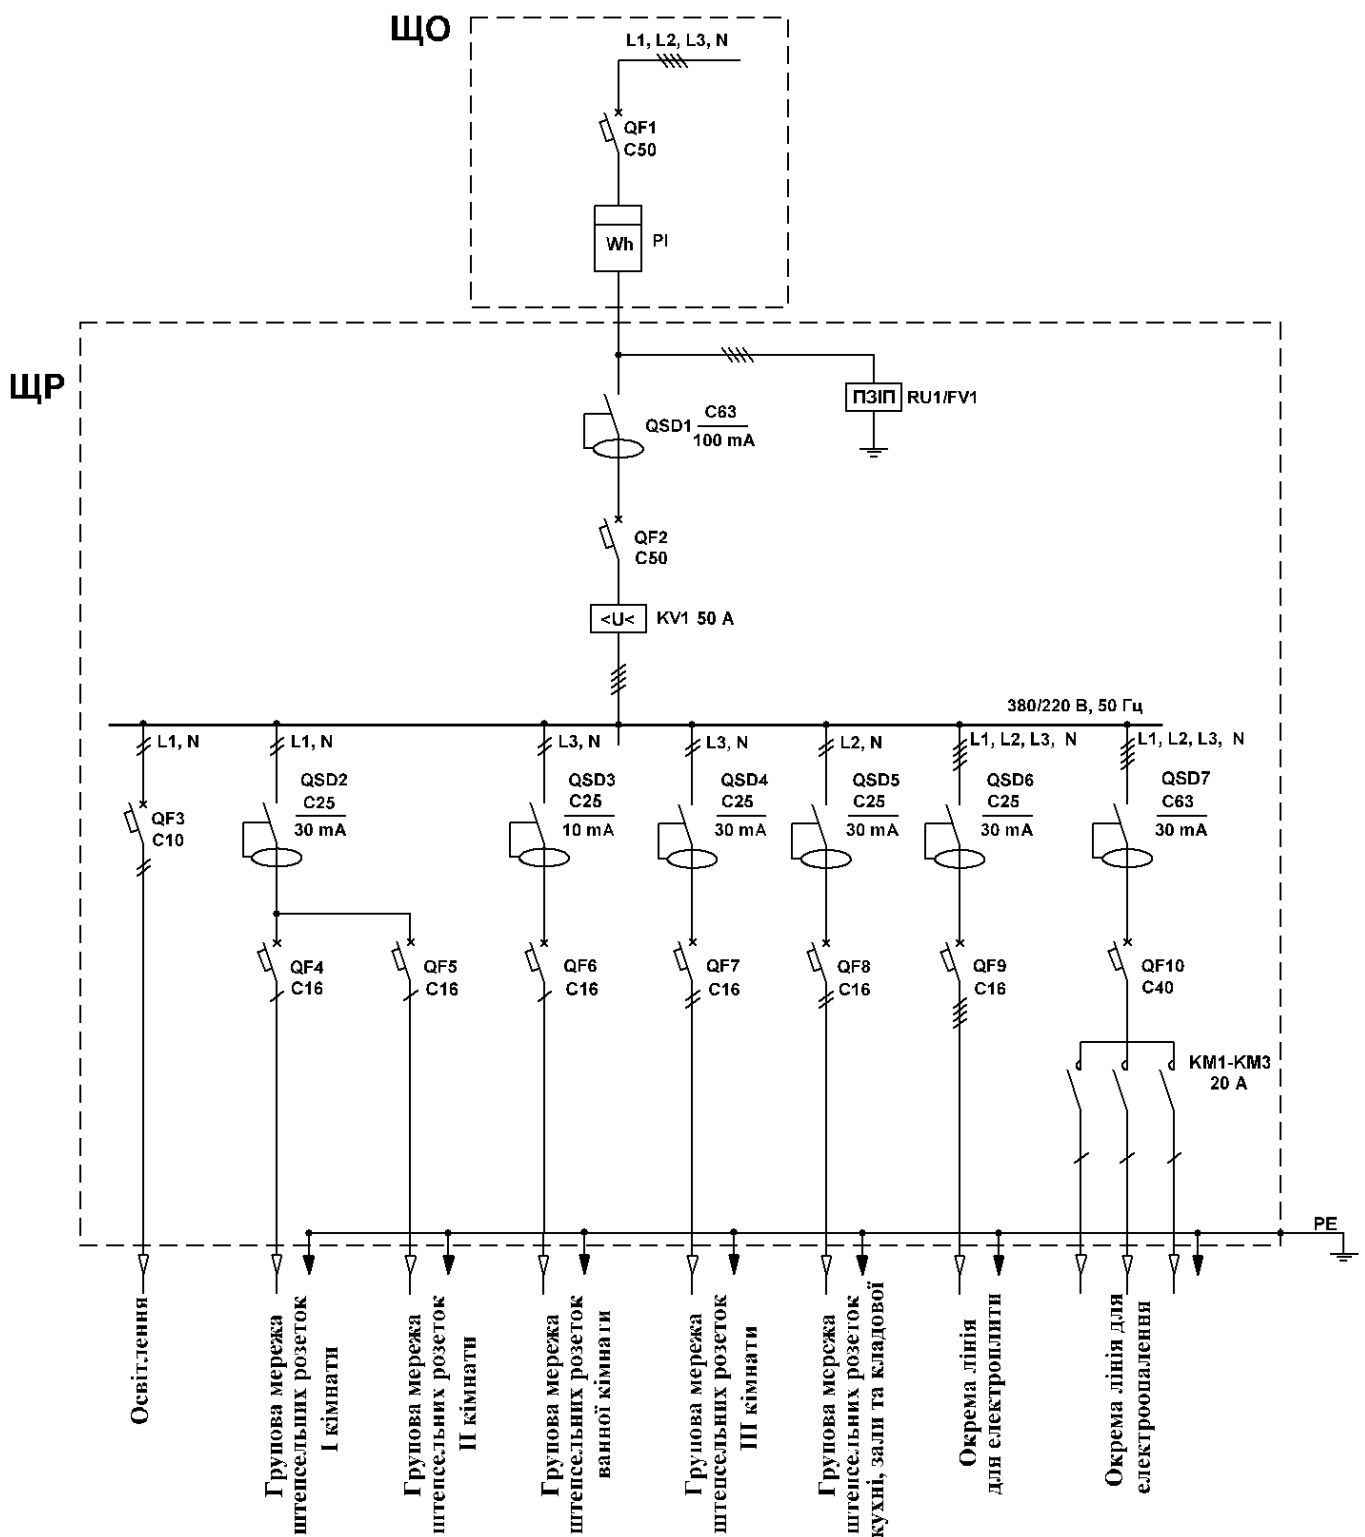 ЩО
L1, L2, L3, N
QF1
C50
Wh
PI
ЩР
ПЗІП
RU1/FV1
QSD1
C63
100 mA
QF2
C50
<U<
KV1 50 A
380/220 В, 50 Гц
L1, N
L1, N
L3, N
L3, N
L2, N
L1, L2, L3, N
L1, L2, L3, N
QF3
C10
QSD2
C25
30 mA
QSD3
C25
10 mA
QSD4
C25
30 mA
QSD5
C25
30 mA
QSD6
C25
30 mA
QSD7
C63
30 mA
QF4
C16
QF5
C16
QF6
C16
QF7
C16
QF8
C16
QF9
C16
QF10
C40
KM1-KM3
20 A
PE
Освітлення
Групова мережа
штепсельних розеток
I кімнати
Групова мережа
штепсельних розеток
II кімнати
Групова мережа
штепсельних розеток
ванної кімнати
Групова мережа
штепсельних розеток
III кімнати
Групова мережа
штепсельних розеток
кухні, зали та кладової
Окрема лінія
для електроплити
Окрема лінія для
електроопалення